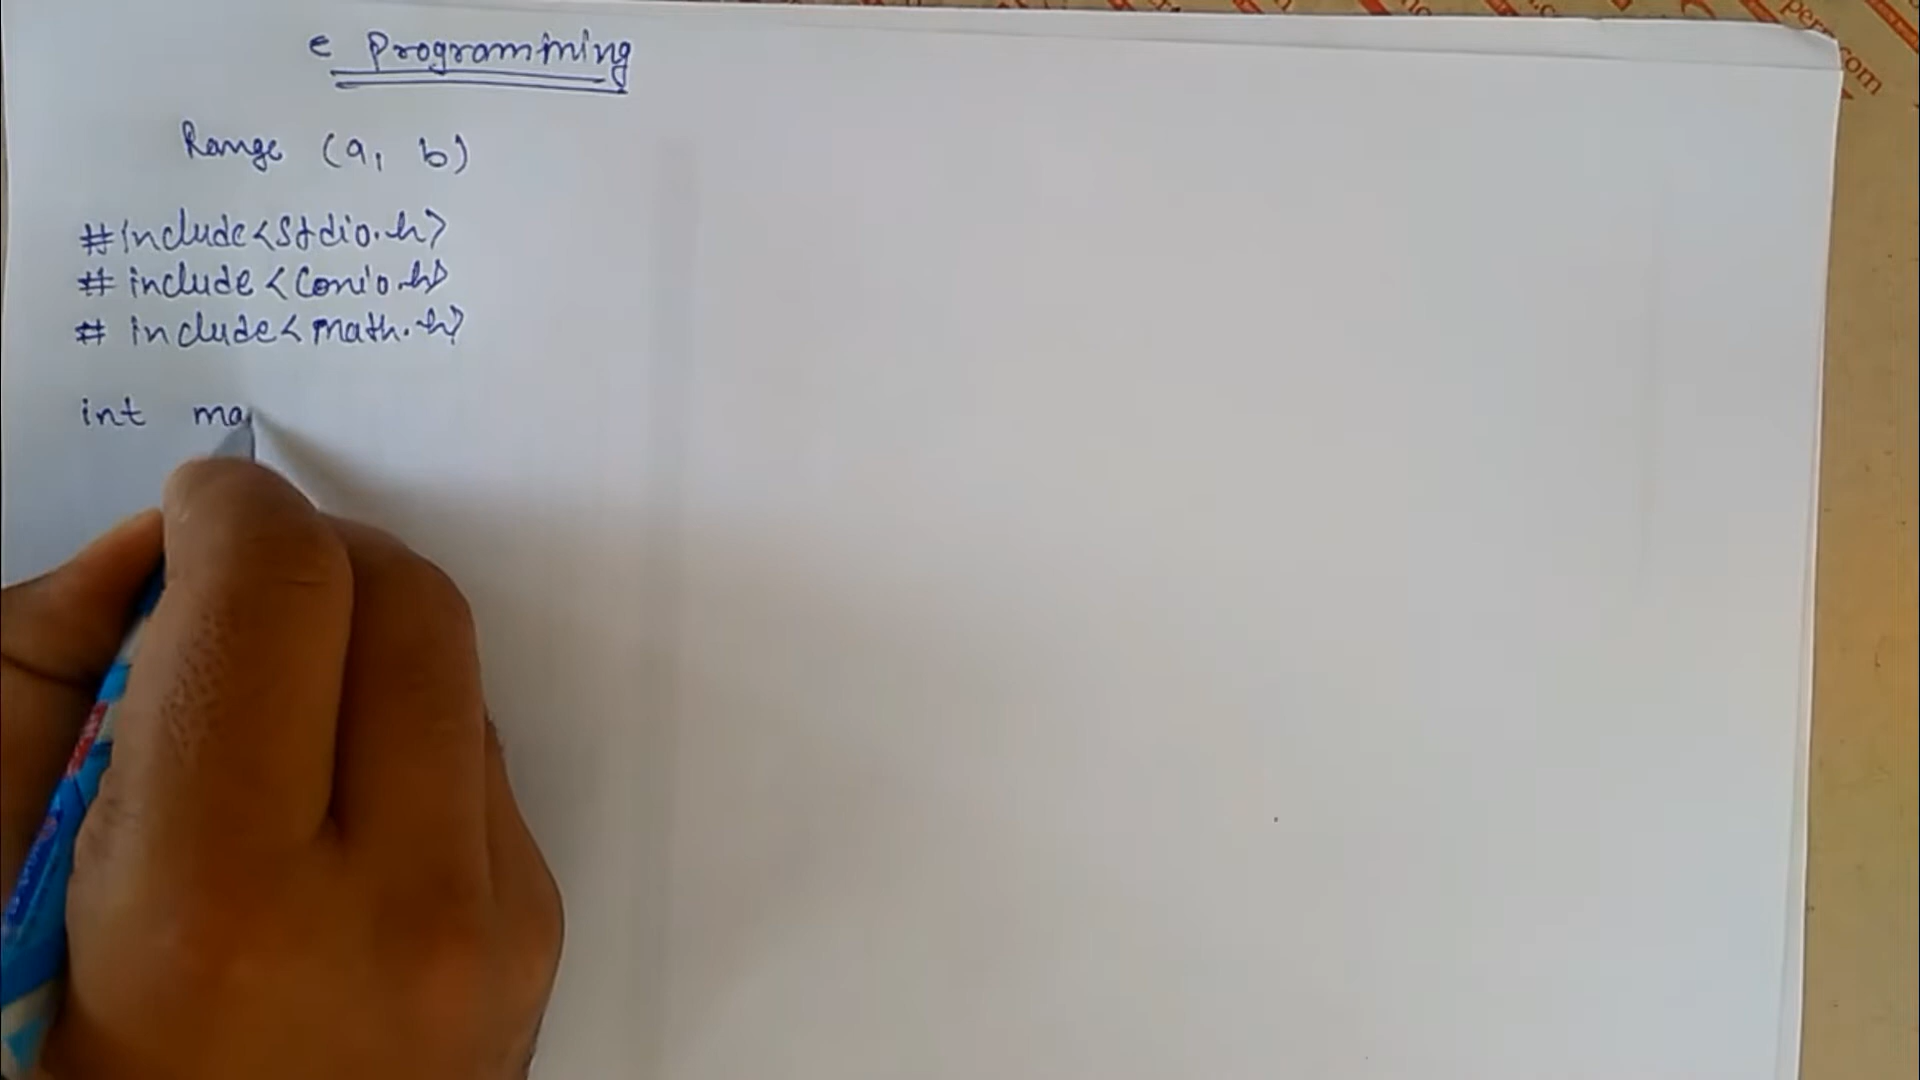 c Programming
Range (a, b)
#include<stdio.h>
# include <conio.h>
# include<math.h>
int ma